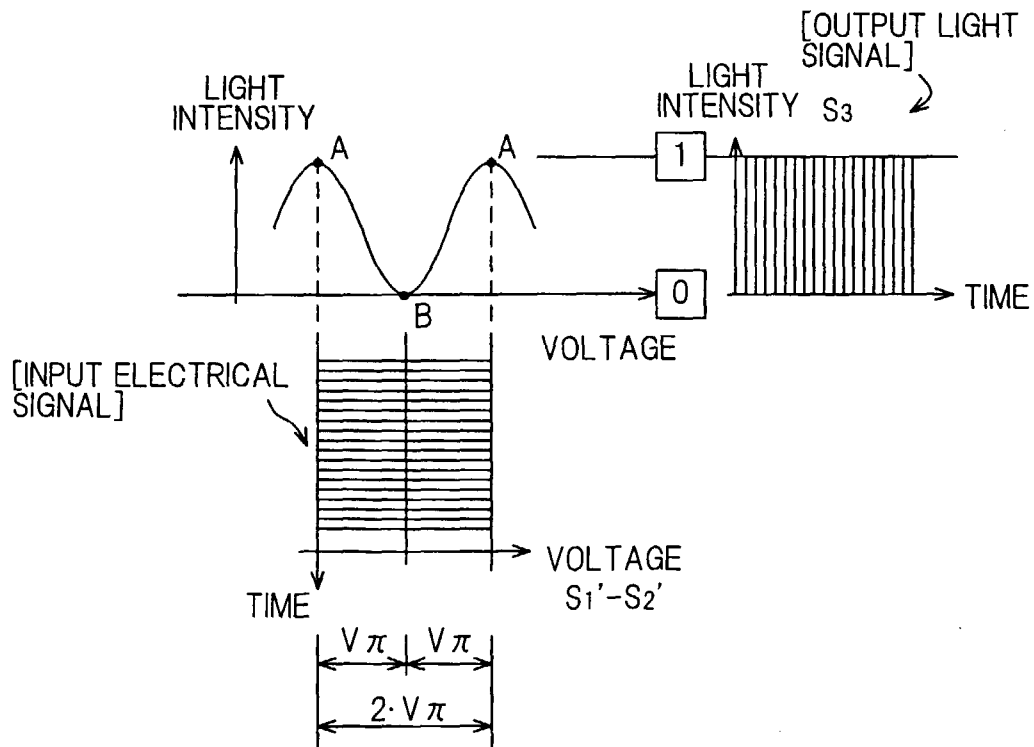 [OUTPUT LIGHT
SIGNAL]
LIGHT
INTENSITY
LIGHT
INTENSITY
S3
A
A
1
B
0
TIME
VOLTAGE
[INPUT ELECTRICAL
SIGNAL]
VOLTAGE
S1'-S2'
TIME
Vπ
Vπ
2·Vπ